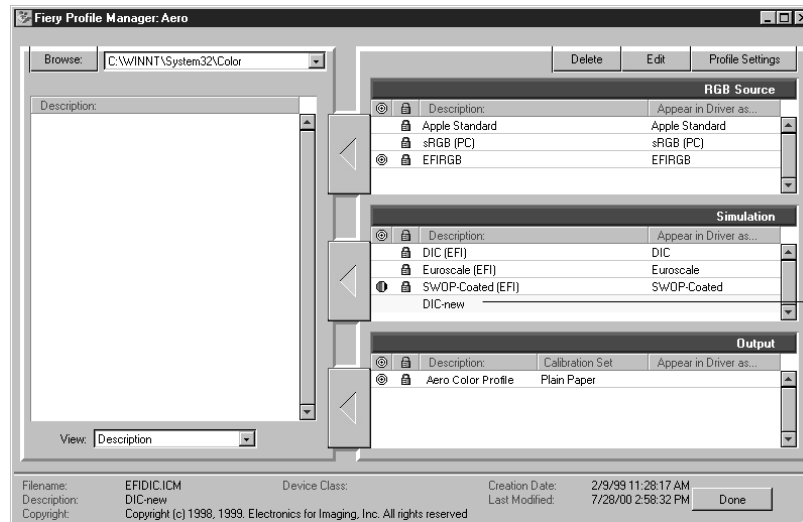 Fiery Profile Manager: Aero
Browse: C:\WINNT\System32\Color
Description:
View: Description
Delete Edit Profile Settings
RGB Source
Description: Appear in Driver as...
Apple Standard Apple Standard
sRGB (PC) sRGB (PC)
EFIRGB EFIRGB
Simulation
Description: Appear in Driver as...
DIC (EFI) DIC
Euroscale (EFI) Euroscale
SWOP-Coated (EFI) SWOP-Coated
DIC-new
Output
Description: Calibration Set Appear in Driver as...
Aero Color Profile Plain Paper
Filename: EFIDIC.ICM Device Class: Creation Date: 2/9/99 11:28:17 AM
Description: DIC-new Last Modified: 7/28/00 2:58:32 PM
Copyright: Copyright (c) 1998, 1999. Electronics for Imaging, Inc. All rights reserved
Done